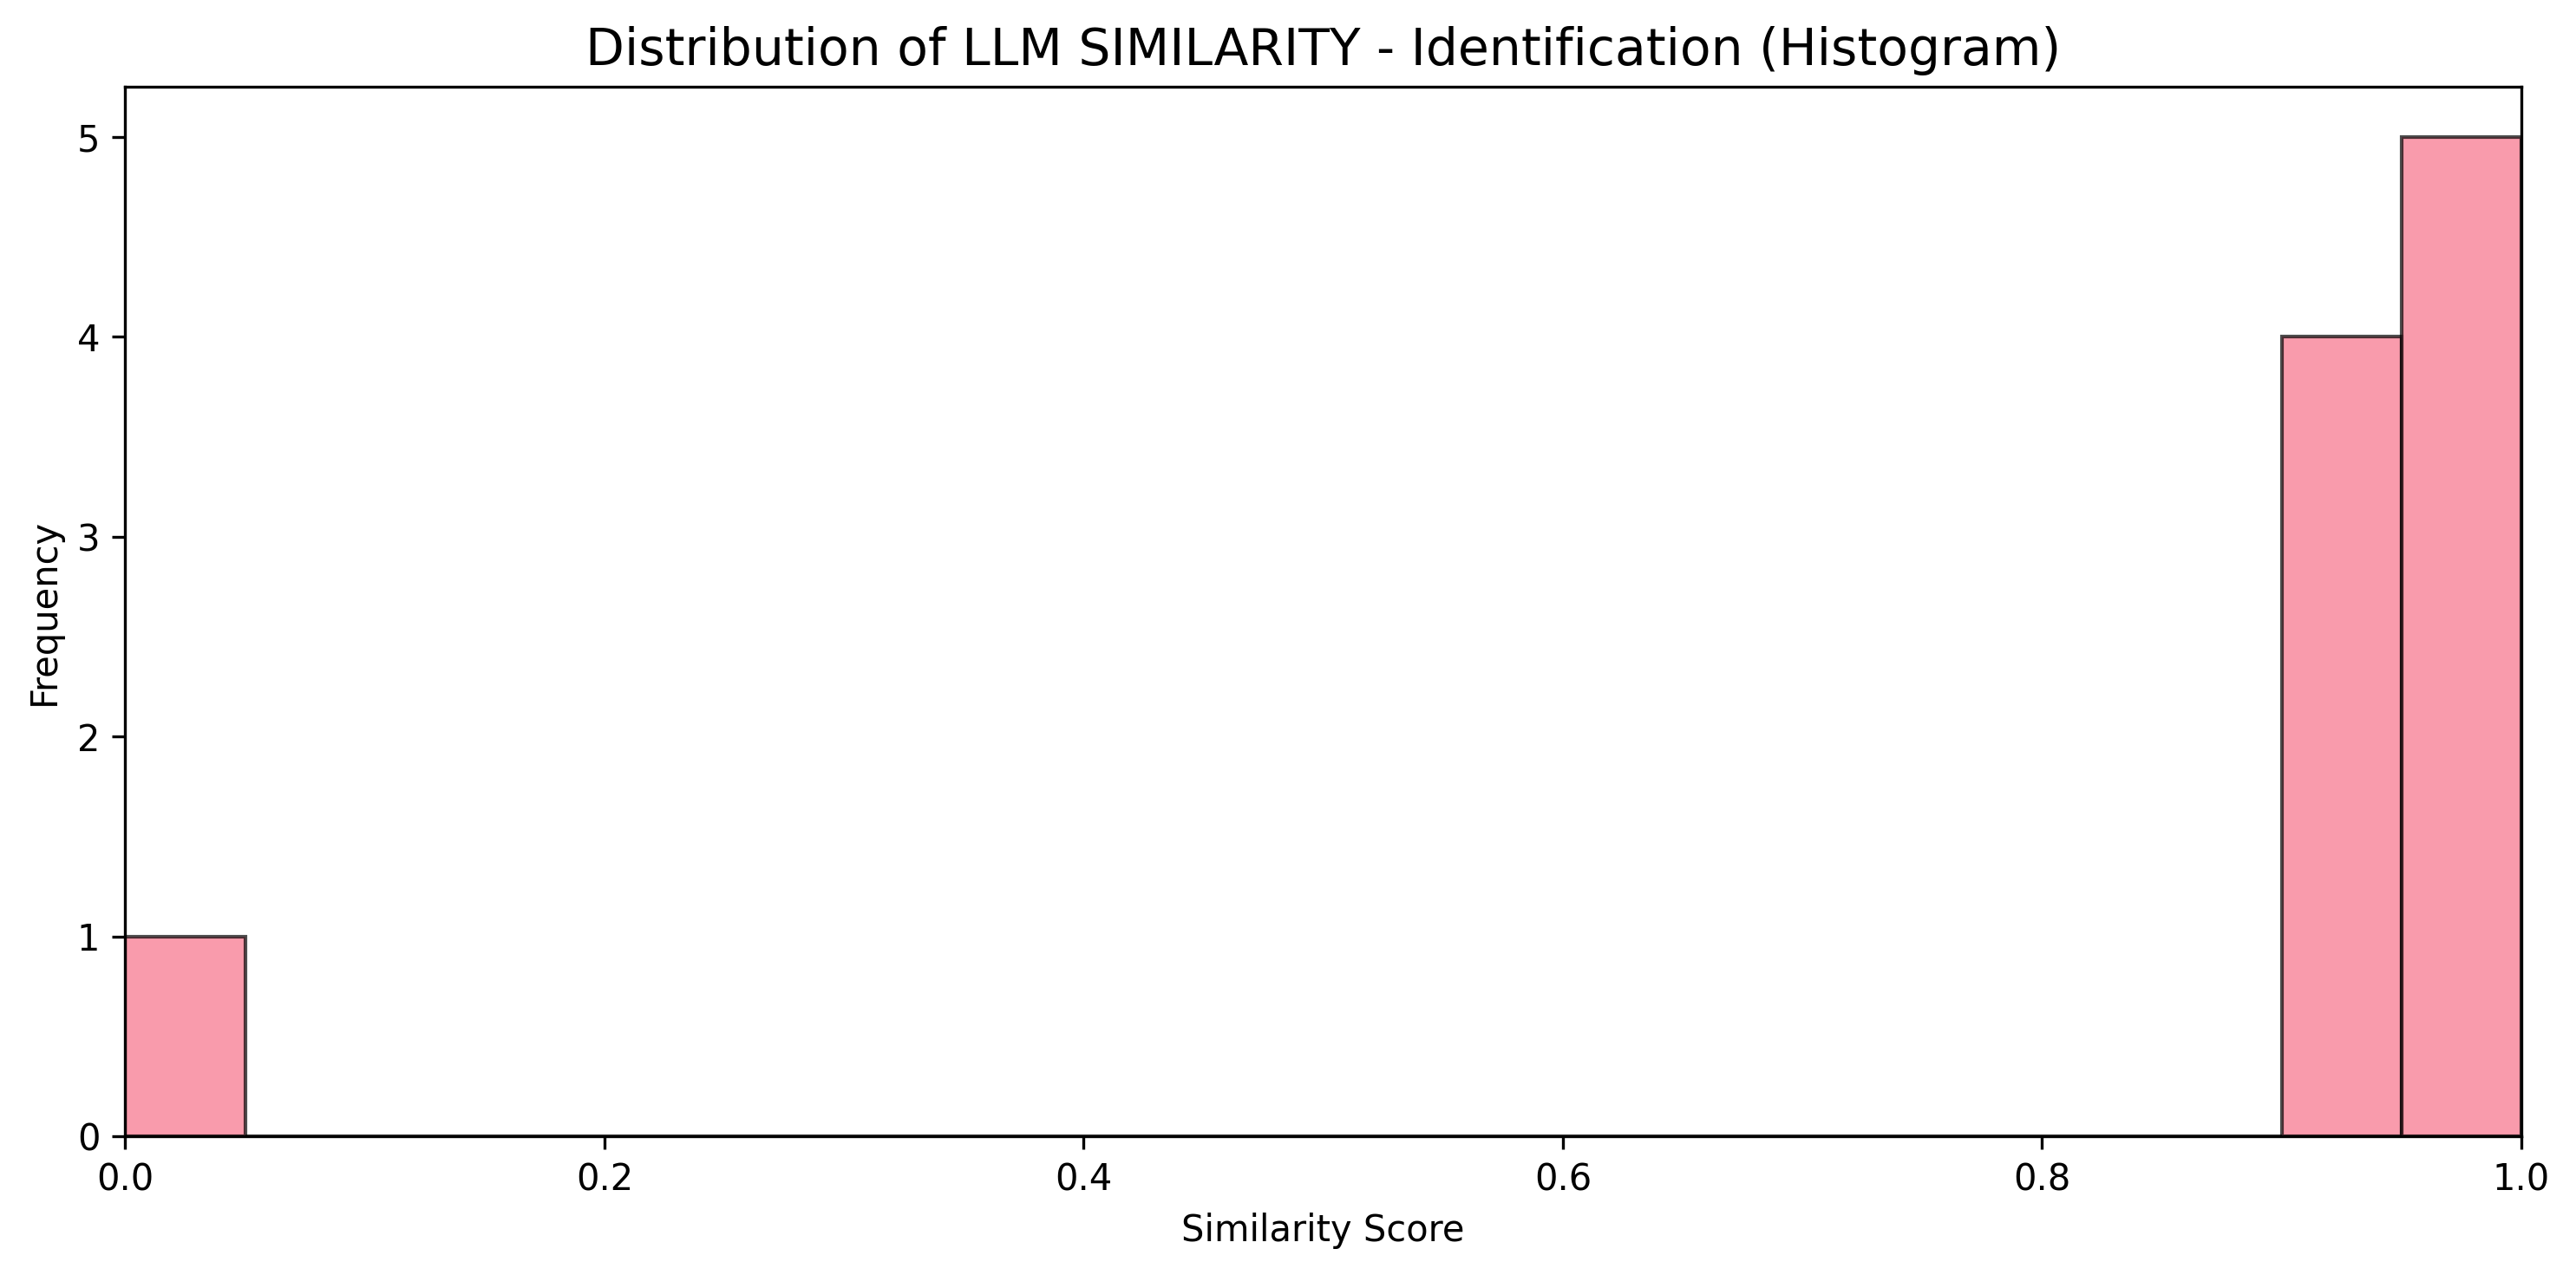 Distribution of LLM SIMILARITY - Identification (Histogram)
5
4
3
2
1
0
Frequency
0.0 0.2 0.4 0.6 0.8 1.0
Similarity Score